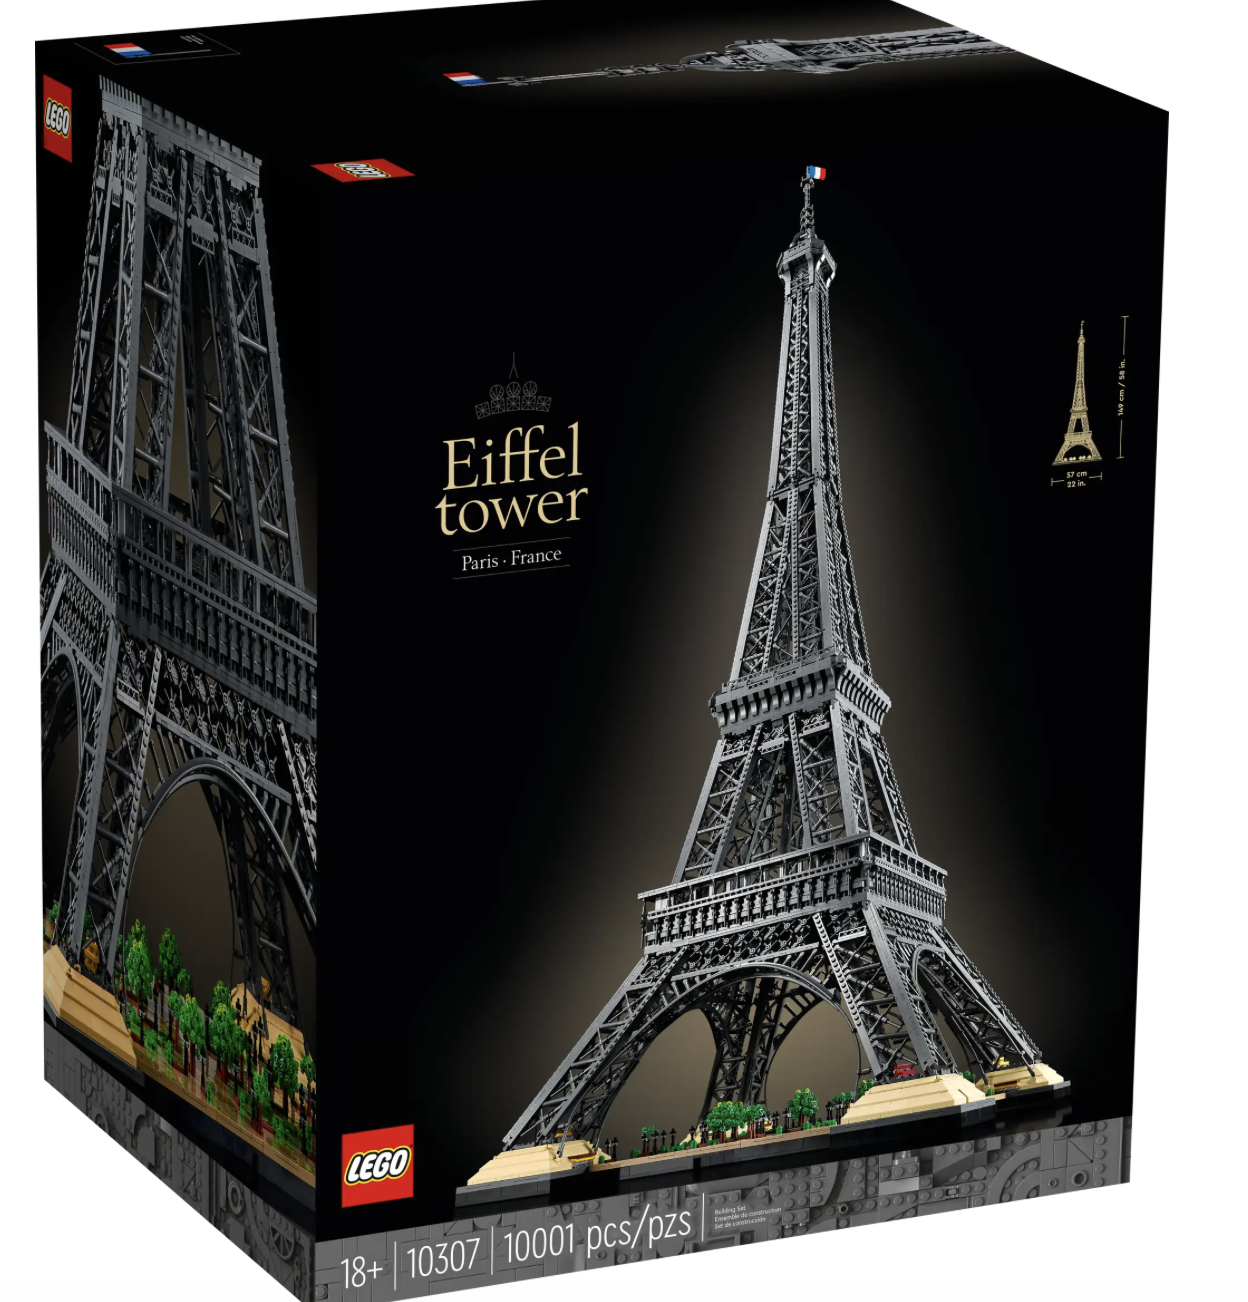 LEGO
LEGO
Eiffel
tower
Paris · France
149 cm / 58 in.
57 cm
22 in.
LEGO
18+ | 10307 | 10001 pcs/pzs
Building Set
Ensemble de construction
Set de construcción